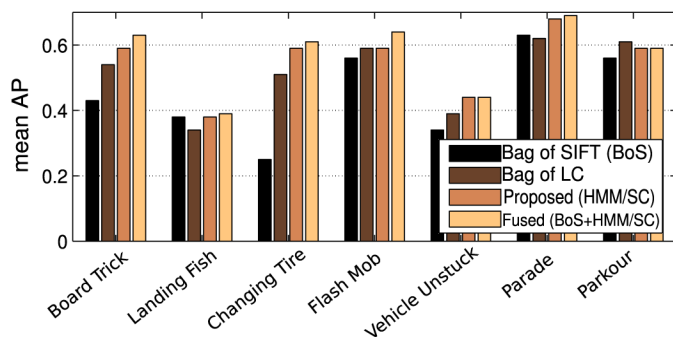 0.6
0.4
0.2
0
mean AP
Bag of SIFT (BoS)
Bag of LC
Proposed (HMM/SC)
Fused (BoS+HMM/SC)
Board Trick
Landing Fish
Changing Tire
Flash Mob
Vehicle Unstuck
Parade
Parkour